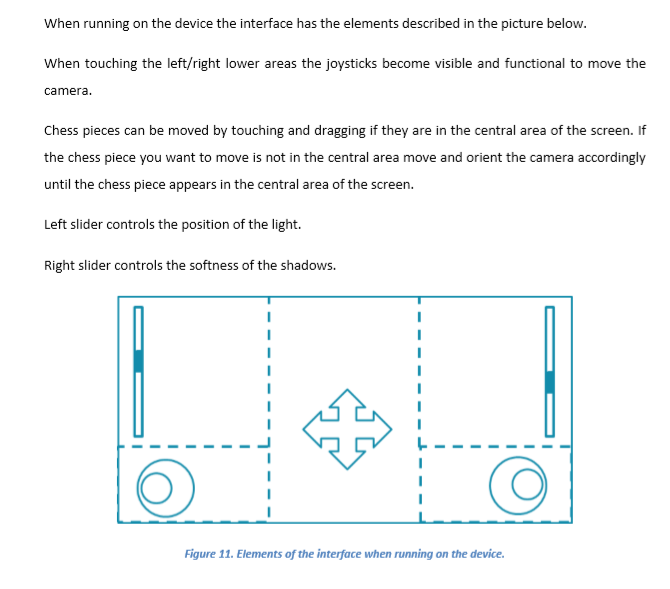 When running on the device the interface has the elements described in the picture below.
When touching the left/right lower areas the joysticks become visible and functional to move the
camera.
Chess pieces can be moved by touching and dragging if they are in the central area of the screen. If
the chess piece you want to move is not in the central area move and orient the camera accordingly
until the chess piece appears in the central area of the screen.
Left slider controls the position of the light.
Right slider controls the softness of the shadows.
Figure 11. Elements of the interface when running on the device.